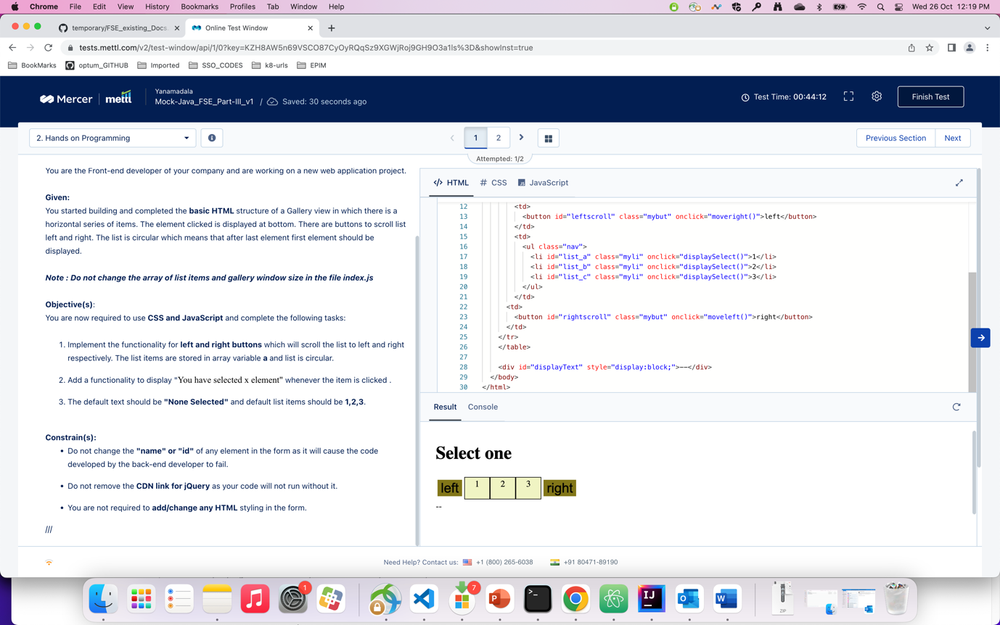 Chrome File Edit View History Bookmarks Profiles Tab Window Help Wed 26 Oct 12:19 PM
temporary/FSE_existing_Docs. Online Test Window
tests.mettl.com/v2/test-window/api/1/0?key=KZH8AW5n69VSCO87CyOyRQqSz9XGWjRoj9GH9O3a1ls%3D&showInst=true
BookMarks optum_GITHUB Imported SSO_CODES k8-urls EPIM
Mercer mettl
Yanamadala
Mock-Java_FSE_Part-III_v1 / Saved: 30 seconds ago
Test Time: 00:44:12 Finish Test
2. Hands on Programming 1 2 Previous Section Next
Attempted: 1/2
You are the Front-end developer of your company and are working on a new web application project.
Given:
You started building and completed the basic HTML structure of a Gallery view in which there is a
horizontal series of items. The element clicked is displayed at bottom. There are buttons to scroll list
left and right. The list is circular which means that after last element first element should be
displayed.
Note : Do not change the array of list items and gallery window size in the file index.js
Objective(s):
You are now required to use CSS and JavaScript and complete the following tasks:
1. Implement the functionality for left and right buttons which will scroll the list to left and right
respectively. The list items are stored in array variable a and list is circular.
2. Add a functionality to display "You have selected x element" whenever the item is clicked .
3. The default text should be "None Selected" and default list items should be 1,2,3.
Constrain(s):
• Do not change the "name" or "id" of any element in the form as it will cause the code
developed by the back-end developer to fail.
• Do not remove the CDN link for jQuery as your code will not run without it.
• You are not required to add/change any HTML styling in the form.
///
</> HTML # CSS JavaScript
12 <td>
13 <button id="leftscroll" class="mybut" onclick="moveright()">left</button>
14 </td>
15 <td>
16 <ul class="nav">
17 <li id="list_a" class="myli" onclick="displaySelect()">1</li>
18 <li id="list_b" class="myli" onclick="displaySelect()">2</li>
19 <li id="list_c" class="myli" onclick="displaySelect()">3</li>
20 </ul>
21 </td>
22 <td>
23 <button id="rightscroll" class="mybut" onclick="moveleft()">right</button>
24 </td>
25 </tr>
26 </table>
27
28 <div id="displayText" style="display:block;">--</div>
29 </body>
30 </html>
Result Console
Select one
left 1 2 3 right
--
Need Help? Contact us: +1 (800) 265-6038 +91 80471-89190
1 7 P >_ IJ O W
ZIP